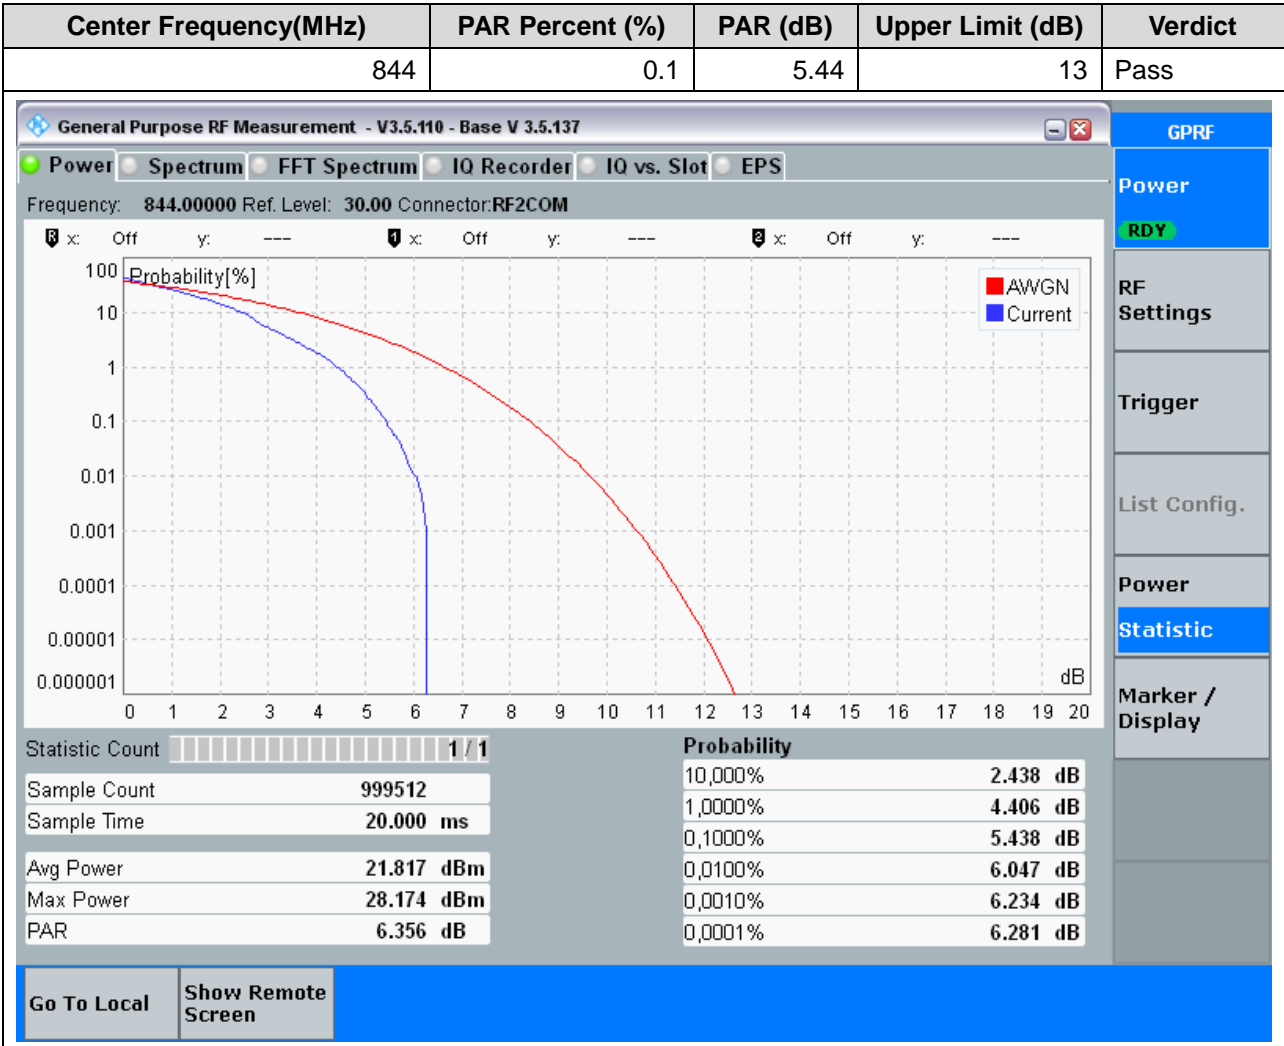 Center Frequency(MHz) PAR Percent (%) PAR (dB) Upper Limit (dB) Verdict
844 0.1 5.44 13 Pass
General Purpose RF Measurement - V3.5.110 - Base V 3.5.137
GPRF
Power Spectrum FFT Spectrum IQ Recorder IQ vs. Slot EPS
Frequency: 844.00000 Ref. Level: 30.00 Connector:RF2COM
R x: Off y: --- 1 x: Off y: --- 2 x: Off y: ---
Probability[%]
AWGN
Current
100
10
1
0.1
0.01
0.001
0.0001
0.00001
0.000001
dB
0 1 2 3 4 5 6 7 8 9 10 11 12 13 14 15 16 17 18 19 20
Statistic Count 1 / 1
Sample Count 999512
Sample Time 20.000 ms
Avg Power 21.817 dBm
Max Power 28.174 dBm
PAR 6.356 dB
Probability
10,000% 2.438 dB
1,0000% 4.406 dB
0,1000% 5.438 dB
0,0100% 6.047 dB
0,0010% 6.234 dB
0,0001% 6.281 dB
Power
RDY
RF
Settings
Trigger
List Config.
Power
Statistic
Marker /
Display
Go To Local
Show Remote
Screen